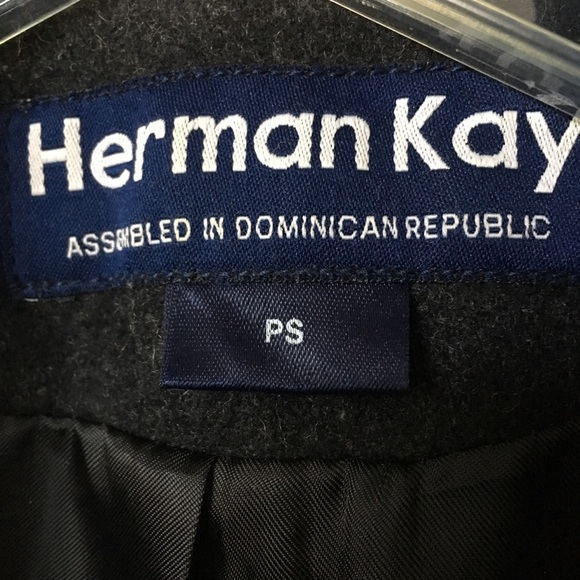 Herman Kay
ASSEMBLED IN DOMINICAN REPUBLIC
PS